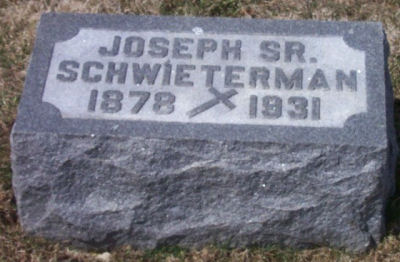 JOSEPH SR.
SCHWIETERMAN
1878 1931